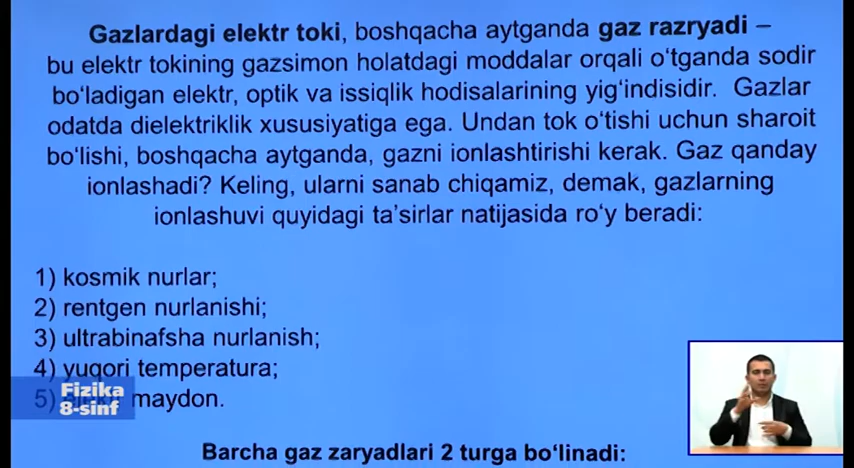 Gazlardagi elektr toki, boshqacha aytganda gaz razryadi –
bu elektr tokining gazsimon holatdagi moddalar orqali o‘tganda sodir
bo‘ladigan elektr, optik va issiqlik hodisalarining yig‘indisidir. Gazlar
odatda dielektriklik xususiyatiga ega. Undan tok o‘tishi uchun sharoit
bo‘lishi, boshqacha aytganda, gazni ionlashtirishi kerak. Gaz qanday
ionlashadi? Keling, ularni sanab chiqamiz, demak, gazlarning
ionlashuvi quyidagi ta’sirlar natijasida ro‘y beradi:
1) kosmik nurlar;
2) rentgen nurlanishi;
3) ultrabinafsha nurlanish;
4) yuqori temperatura;
5) maydon.
Fizika
8-sinf
Barcha gaz zaryadlari 2 turga bo‘linadi: